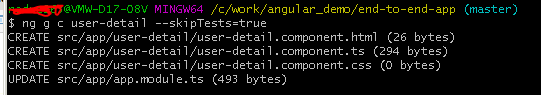 @VMW-D17-O8V MINGW64 /c/work/angular_demo/end-to-end-app (master)
$ ng g c user-detail --skipTests=true
CREATE src/app/user-detail/user-detail.component.html (26 bytes)
CREATE src/app/user-detail/user-detail.component.ts (294 bytes)
CREATE src/app/user-detail/user-detail.component.css (0 bytes)
UPDATE src/app/app.module.ts (493 bytes)